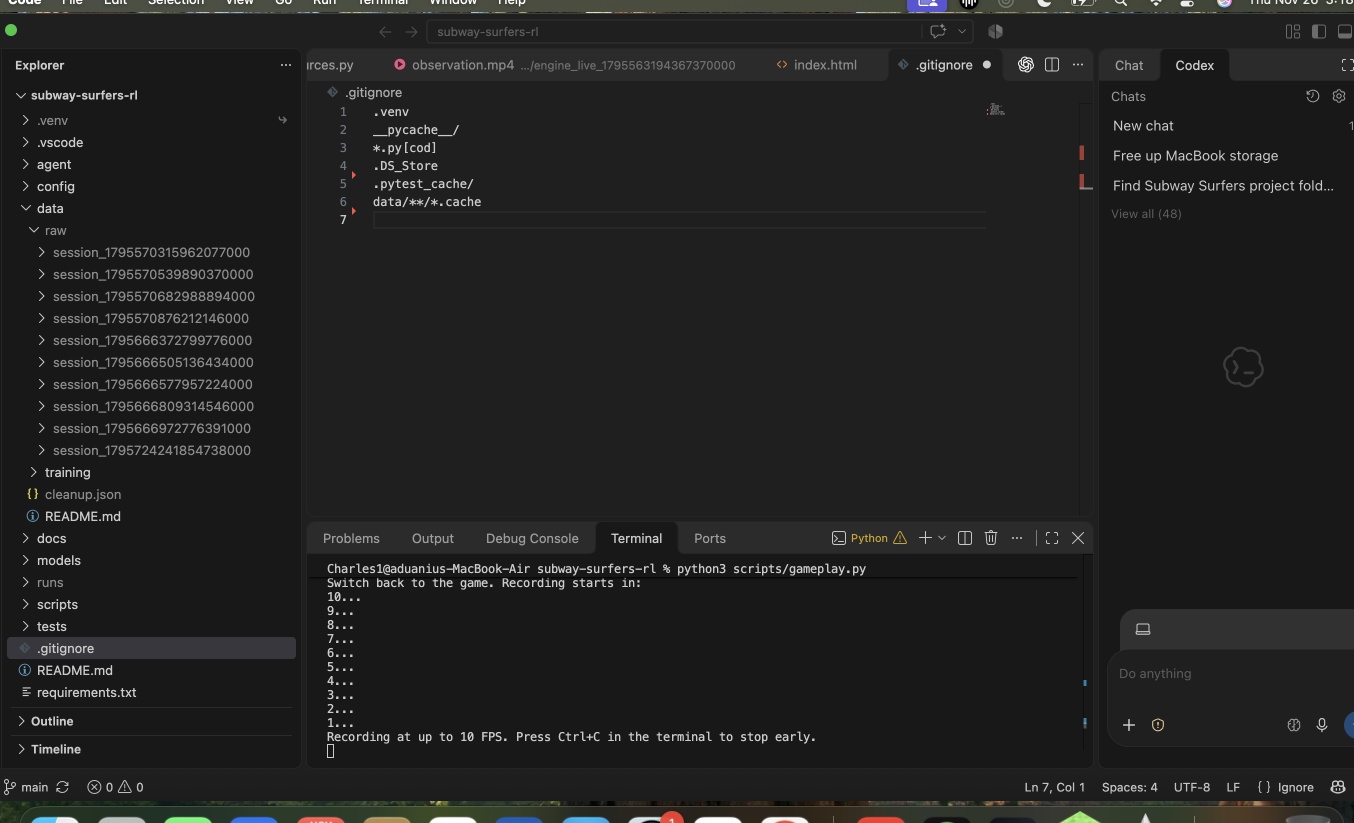 Code File Edit Selection View Go Run Terminal Window Help
Thu Nov 26
subway-surfers-rl
Explorer
rces.py
observation.mp4 .../engine_live_1795563194367370000
index.html
.gitignore
Chat
Codex
subway-surfers-rl
.venv
.vscode
agent
config
data
raw
session_1795570315962077000
session_1795570539890370000
session_1795570682988894000
session_1795570876212146000
session_1795666372799776000
session_1795666505136434000
session_1795666577957224000
session_1795666809314546000
session_1795666972776391000
session_1795724241854738000
training
cleanup.json
README.md
docs
models
runs
scripts
tests
.gitignore
README.md
requirements.txt
Outline
Timeline
.gitignore
1 .venv
2 __pycache__/
3 *.py[cod]
4 .DS_Store
5 .pytest_cache/
6 data/**/*.cache
7
Chats
New chat
1
Free up MacBook storage
Find Subway Surfers project fold...
View all (48)
Problems
Output
Debug Console
Terminal
Ports
Python
Charles1@aduanius-MacBook-Air subway-surfers-rl % python3 scripts/gameplay.py
Switch back to the game. Recording starts in:
10...
9...
8...
7...
6...
5...
4...
3...
2...
1...
Recording at up to 10 FPS. Press Ctrl+C in the terminal to stop early.
Do anything
main
0
0
Ln 7, Col 1
Spaces: 4
UTF-8
LF
{ } Ignore
1